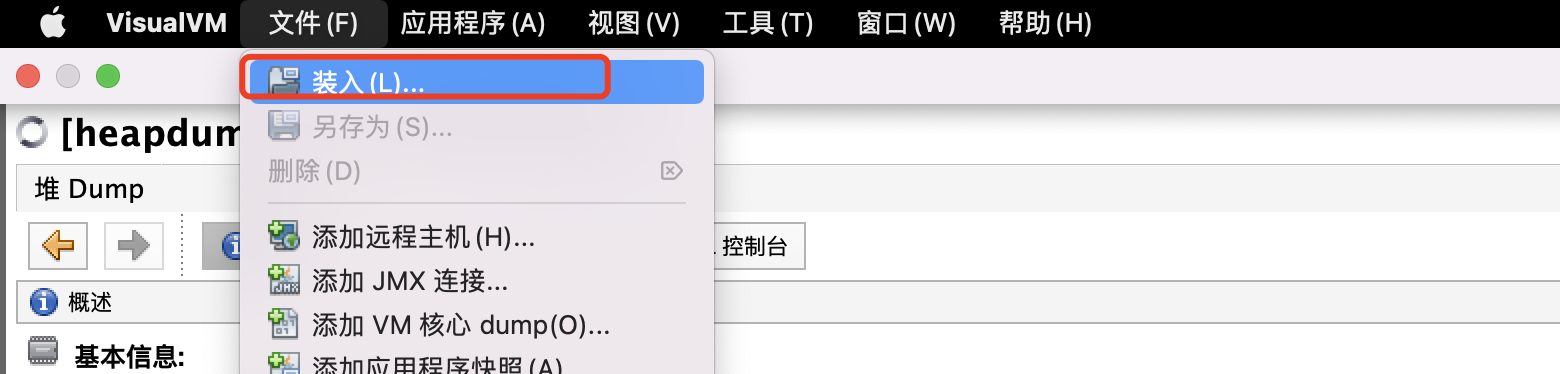 VisualVM 文件(F) 应用程序(A) 视图(V) 工具(T) 窗口(W) 帮助(H)
装入(L)...
另存为(S)...
[heapdum
删除(D)
堆 Dump
添加远程主机(H)...
控制台
添加 JMX 连接...
概述
添加 VM 核心 dump(O)...
基本信息:
添加应用程序快照(A)